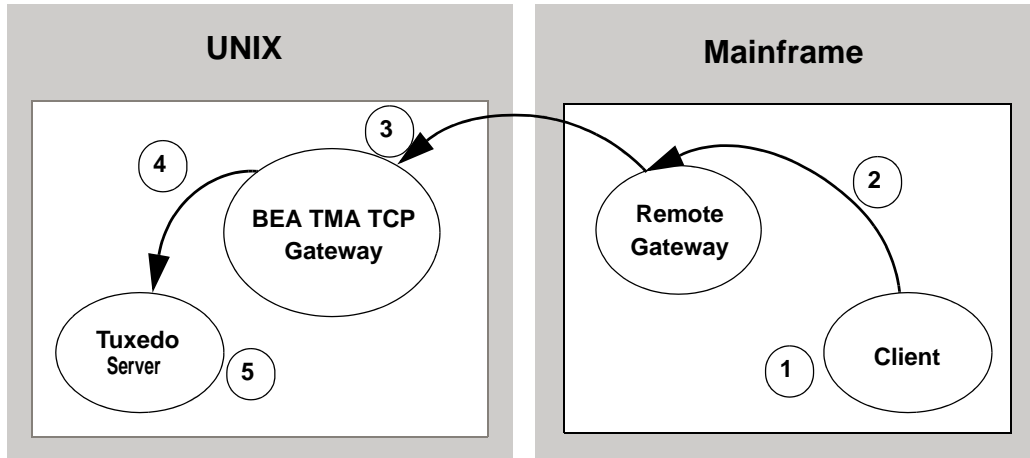 UNIX
Mainframe
3
4
2
BEA TMA TCP
Gateway
Remote
Gateway
Tuxedo
Server
5
1
Client